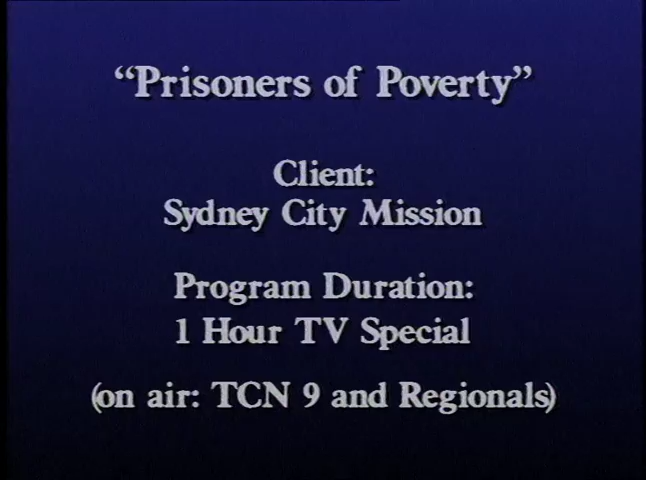 “Prisoners of Poverty”
Client:
Sydney City Mission
Program Duration:
1 Hour TV Special
(on air: TCN 9 and Regionals)